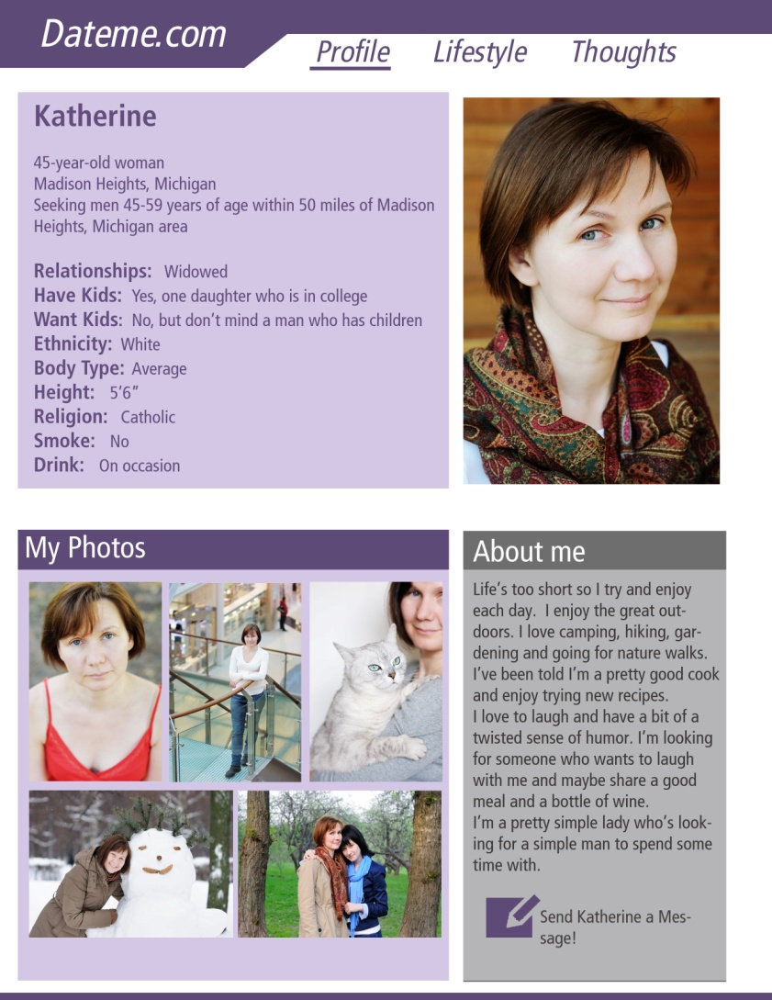 Dateme.com
Profile Lifestyle Thoughts
Katherine
45-year-old woman
Madison Heights, Michigan
Seeking men 45-59 years of age within 50 miles of Madison
Heights, Michigan area
Relationships: Widowed
Have Kids: Yes, one daughter who is in college
Want Kids: No, but don’t mind a man who has children
Ethnicity: White
Body Type: Average
Height: 5’6”
Religion: Catholic
Smoke: No
Drink: On occasion
My Photos
About me
Life’s too short so I try and enjoy
each day. I enjoy the great out-
doors. I love camping, hiking, gar-
dening and going for nature walks.
I’ve been told I’m a pretty good cook
and enjoy trying new recipes.
I love to laugh and have a bit of a
twisted sense of humor. I’m looking
for someone who wants to laugh
with me and maybe share a good
meal and a bottle of wine.
I’m a pretty simple lady who’s look-
ing for a simple man to spend some
time with.
Send Katherine a Mes-
sage!